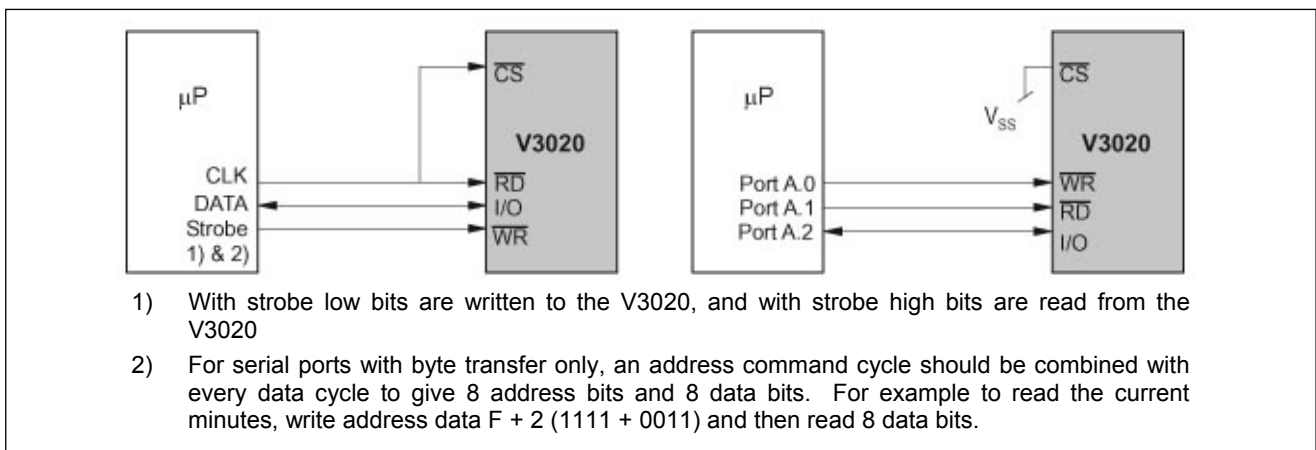 μP
CLK
DATA
Strobe
1) & 2)
CS
V3020
RD
I/O
WR
μP
Port A.0
Port A.1
Port A.2
VSS
CS
V3020
WR
RD
I/O
1) With strobe low bits are written to the V3020, and with strobe high bits are read from the
V3020
2) For serial ports with byte transfer only, an address command cycle should be combined with
every data cycle to give 8 address bits and 8 data bits. For example to read the current
minutes, write address data F + 2 (1111 + 0011) and then read 8 data bits.